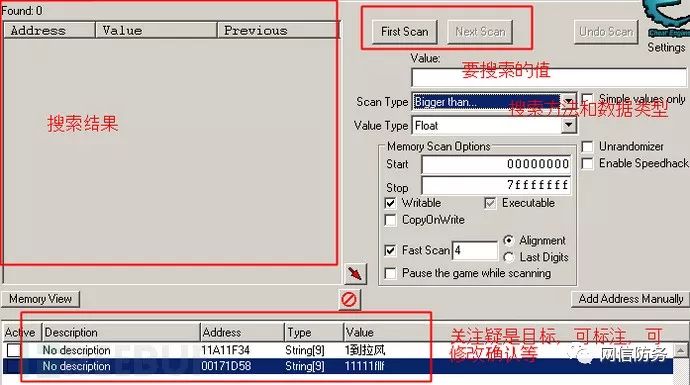 Found: 0
Address Value Previous
搜索结果
First Scan Next Scan Undo Scan
Cheat Engine
Settings
Value:
要搜索的值
Scan Type Bigger than... Simple values only
搜索方法和数据类型
Value Type Float
Memory Scan Options
Unrandomizer
Start 00000000
Enable Speedhack
Stop 7fffffff
Writable Executable
CopyOnWrite
Fast Scan 4 Alignment
Last Digits
Pause the game while scanning
Memory View Add Address Manually
Active Description Address Type Value
No description 11A11F34 String[9] 1到拉风
No description 00171D58 String[9] 11111flf
关注疑是目标，可标注，可
修改确认等
网信防务